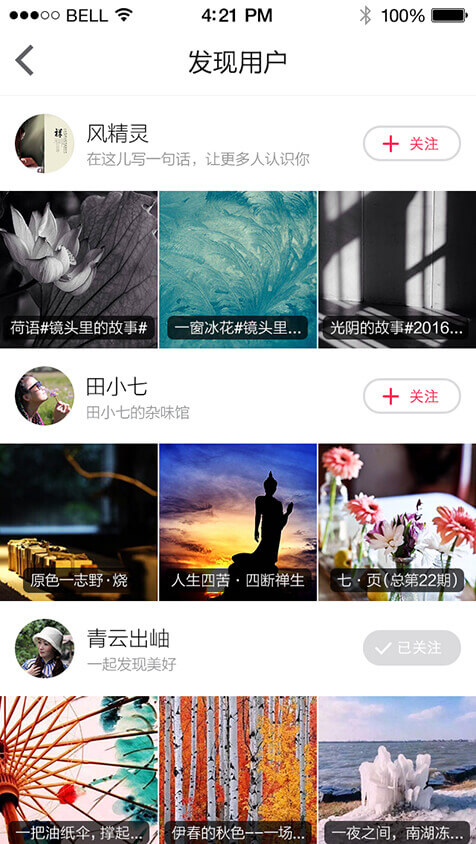 BELL 4:21 PM 100%
发现用户
风精灵
在这儿写一句话，让更多人认识你
关注
荷语#镜头里的故事#
一窗冰花#镜头里...
光阴的故事#2016...
田小七
田小七的杂味馆
关注
原色一志野·烧
人生四苦·四断禅生
七·页(总第22期)
青云出岫
一起发现美好
已关注
一把油纸伞，撑起...
伊春的秋色--一场...
一夜之间，南湖冻...